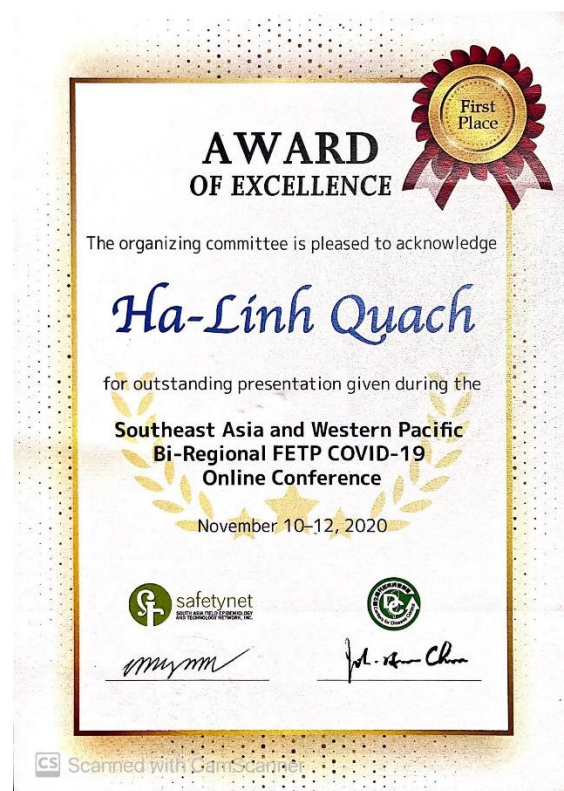 First
Place
AWARD
OF EXCELLENCE
The organizing committee is pleased to acknowledge
Ha-Linh Quach
for outstanding presentation given during the
Southeast Asia and Western Pacific
Bi-Regional FETP COVID-19
Online Conference
November 10–12, 2020
safetynet
SOUTH ASIA FIELD EPIDEMIOLOGY
AND TECHNOLOGY NETWORK, INC.
CS Scanned with CamScanner